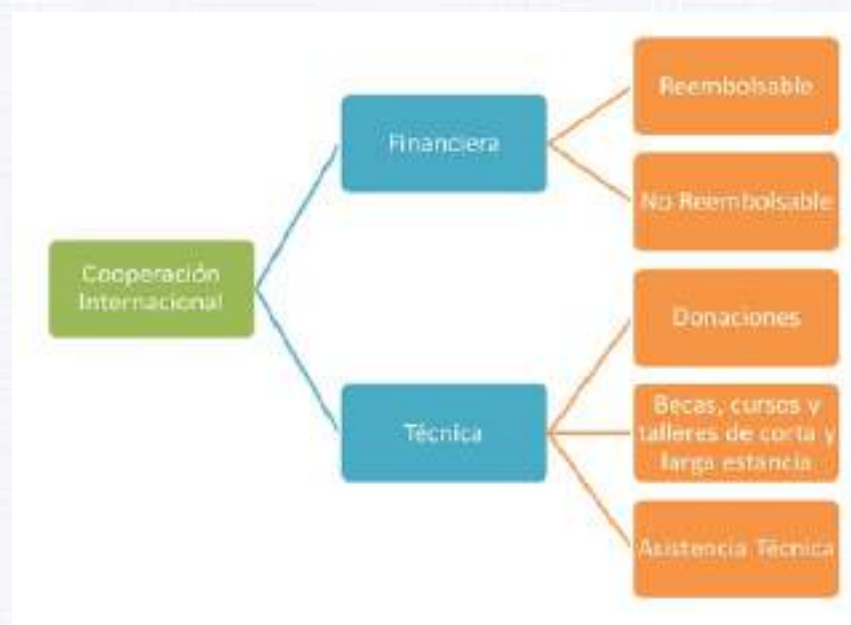 Cooperación
Internacional
Financiera
Reembolsable
No Reembolsable
Técnica
Donaciones
Becas, cursos y
talleres de corta y
larga estancia
Asistencia Técnica